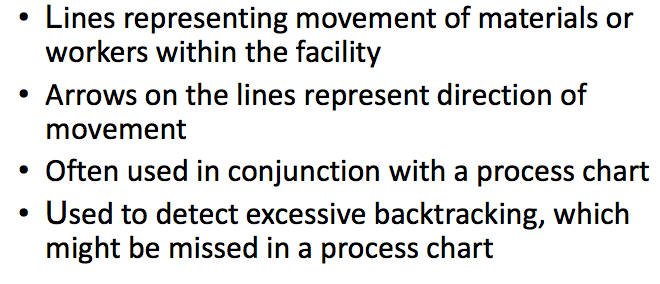 • Lines representing movement of materials or
workers within the facility
• Arrows on the lines represent direction of
movement
• Often used in conjunction with a process chart
• Used to detect excessive backtracking, which
might be missed in a process chart